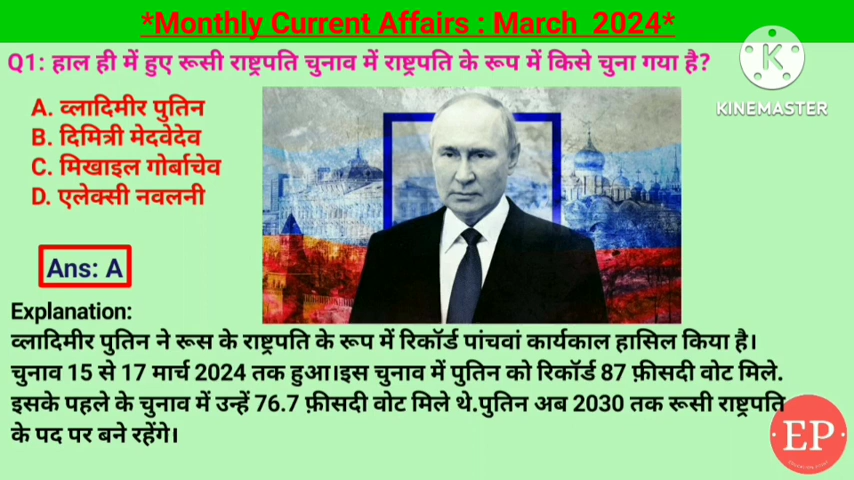 *Monthly Current Affairs : March 2024*
Q1: हाल ही में हुए रूसी राष्ट्रपति चुनाव में राष्ट्रपति के रूप में किसे चुना गया है?
K
KINEMASTER
A. व्लादिमीर पुतिन
B. दिमित्री मेदवेदेव
C. मिखाइल गोर्बाचेव
D. एलेक्सी नवलनी
Ans: A
Explanation:
व्लादिमीर पुतिन ने रूस के राष्ट्रपति के रूप में रिकॉर्ड पांचवां कार्यकाल हासिल किया है।
चुनाव 15 से 17 मार्च 2024 तक हुआ।इस चुनाव में पुतिन को रिकॉर्ड 87 फ़ीसदी वोट मिले.
इसके पहले के चुनाव में उन्हें 76.7 फ़ीसदी वोट मिले थे.पुतिन अब 2030 तक रूसी राष्ट्रपति
के पद पर बने रहेंगे।
EP